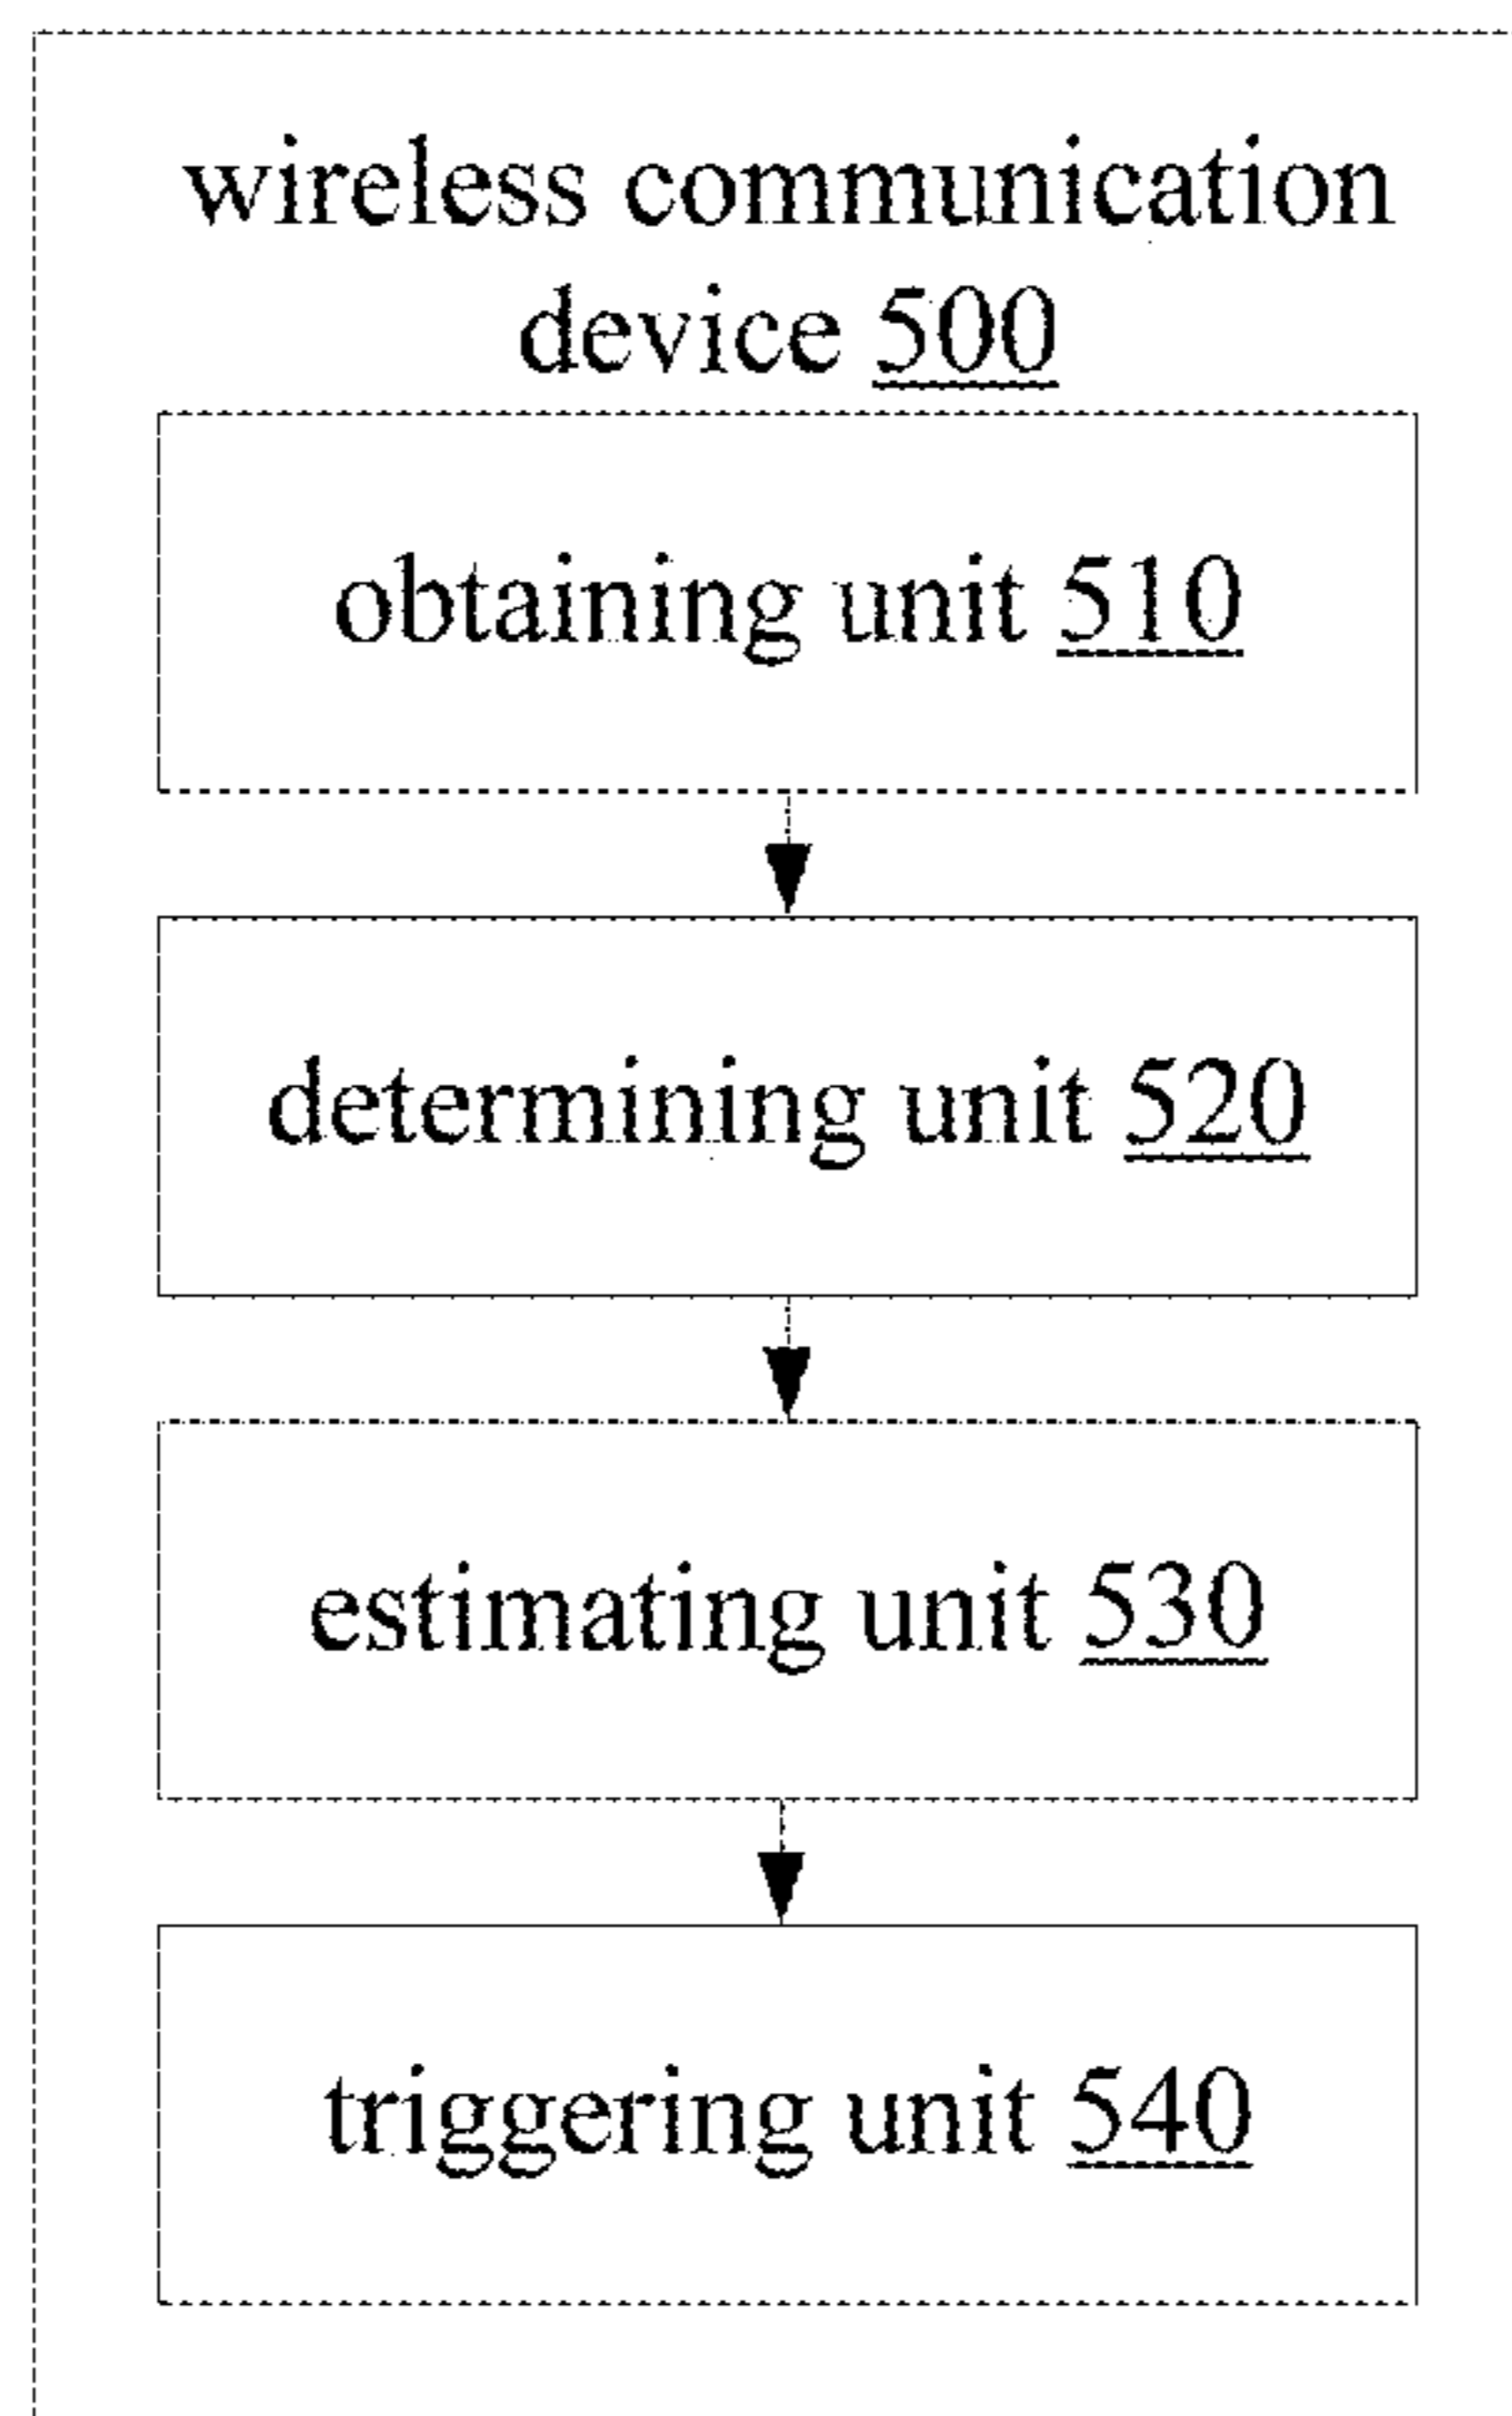 wireless communication
device 500
obtaining unit 510
determining unit 520
estimating unit 530
triggering unit 540